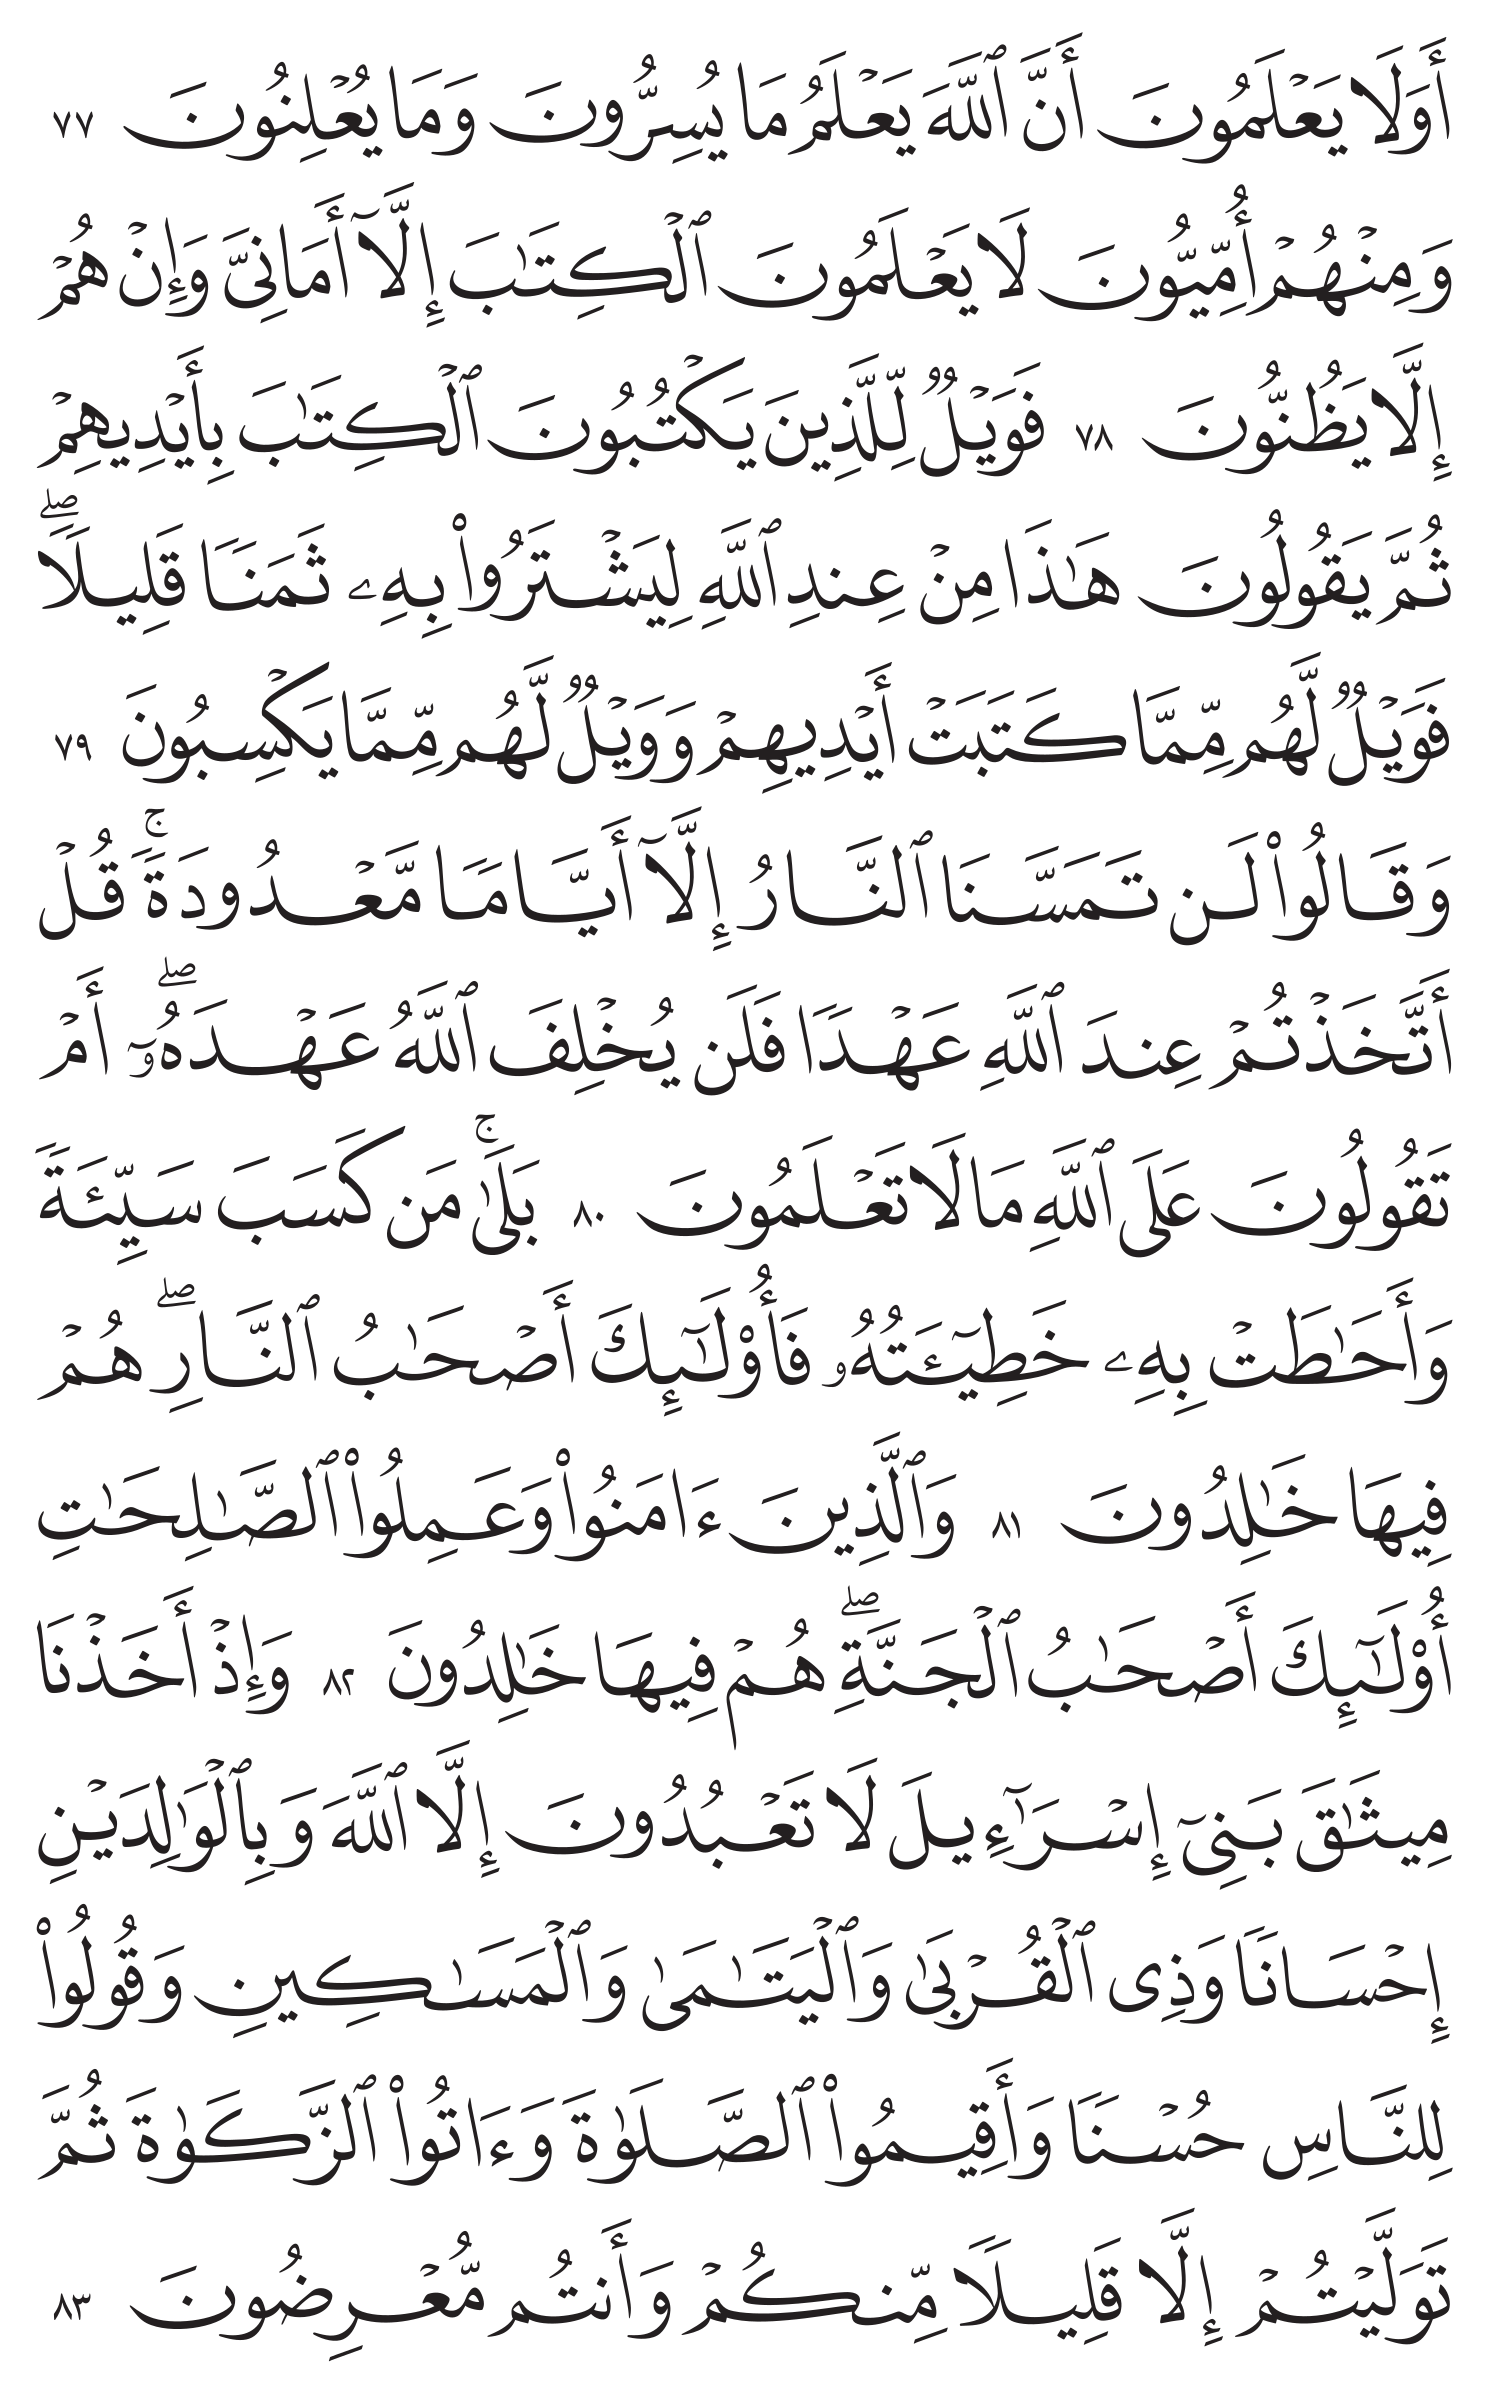 أَوَلَا يَعۡلَمُونَ أَنَّ ٱللَّهَ يَعۡلَمُ مَا يُسِرُّونَ وَمَا يُعۡلِنُونَ ٧٧
وَمِنۡهُمۡ أُمِّيُّونَ لَا يَعۡلَمُونَ ٱلۡكِتَٰبَ إِلَّآ أَمَانِيَّ وَإِنۡ هُمۡ
إِلَّا يَظُنُّونَ ٧٨ فَوَيۡلٞ لِّلَّذِينَ يَكۡتُبُونَ ٱلۡكِتَٰبَ بِأَيۡدِيهِمۡ
ثُمَّ يَقُولُونَ هَٰذَا مِنۡ عِندِ ٱللَّهِ لِيَشۡتَرُواْ بِهِۦ ثَمَنٗا قَلِيلٗاۖ
فَوَيۡلٞ لَّهُم مِّمَّا كَتَبَتۡ أَيۡدِيهِمۡ وَوَيۡلٞ لَّهُم مِّمَّا يَكۡسِبُونَ ٧٩
وَقَالُواْ لَن تَمَسَّنَا ٱلنَّارُ إِلَّآ أَيَّامٗا مَّعۡدُودَةٗۚ قُلۡ
أَتَّخَذۡتُمۡ عِندَ ٱللَّهِ عَهۡدٗا فَلَن يُخۡلِفَ ٱللَّهُ عَهۡدَهُۥٓۖ أَمۡ
تَقُولُونَ عَلَى ٱللَّهِ مَا لَا تَعۡلَمُونَ ٨٠ بَلَىٰۚ مَن كَسَبَ سَيِّئَةٗ
وَأَحَٰطَتۡ بِهِۦ خَطِيٓـَٔتُهُۥ فَأُوْلَٰٓئِكَ أَصۡحَٰبُ ٱلنَّارِۖ هُمۡ
فِيهَا خَٰلِدُونَ ٨١ وَٱلَّذِينَ ءَامَنُواْ وَعَمِلُواْ ٱلصَّٰلِحَٰتِ
أُوْلَٰٓئِكَ أَصۡحَٰبُ ٱلۡجَنَّةِۖ هُمۡ فِيهَا خَٰلِدُونَ ٨٢ وَإِذۡ أَخَذۡنَا
مِيثَٰقَ بَنِيٓ إِسۡرَٰٓءِيلَ لَا تَعۡبُدُونَ إِلَّا ٱللَّهَ وَبِٱلۡوَٰلِدَيۡنِ
إِحۡسَانٗا وَذِي ٱلۡقُرۡبَىٰ وَٱلۡيَتَٰمَىٰ وَٱلۡمَسَٰكِينِ وَقُولُواْ
لِلنَّاسِ حُسۡنٗا وَأَقِيمُواْ ٱلصَّلَوٰةَ وَءَاتُواْ ٱلزَّكَوٰةَ ثُمَّ
تَوَلَّيۡتُمۡ إِلَّا قَلِيلٗا مِّنكُمۡ وَأَنتُم مُّعۡرِضُونَ ٨٣